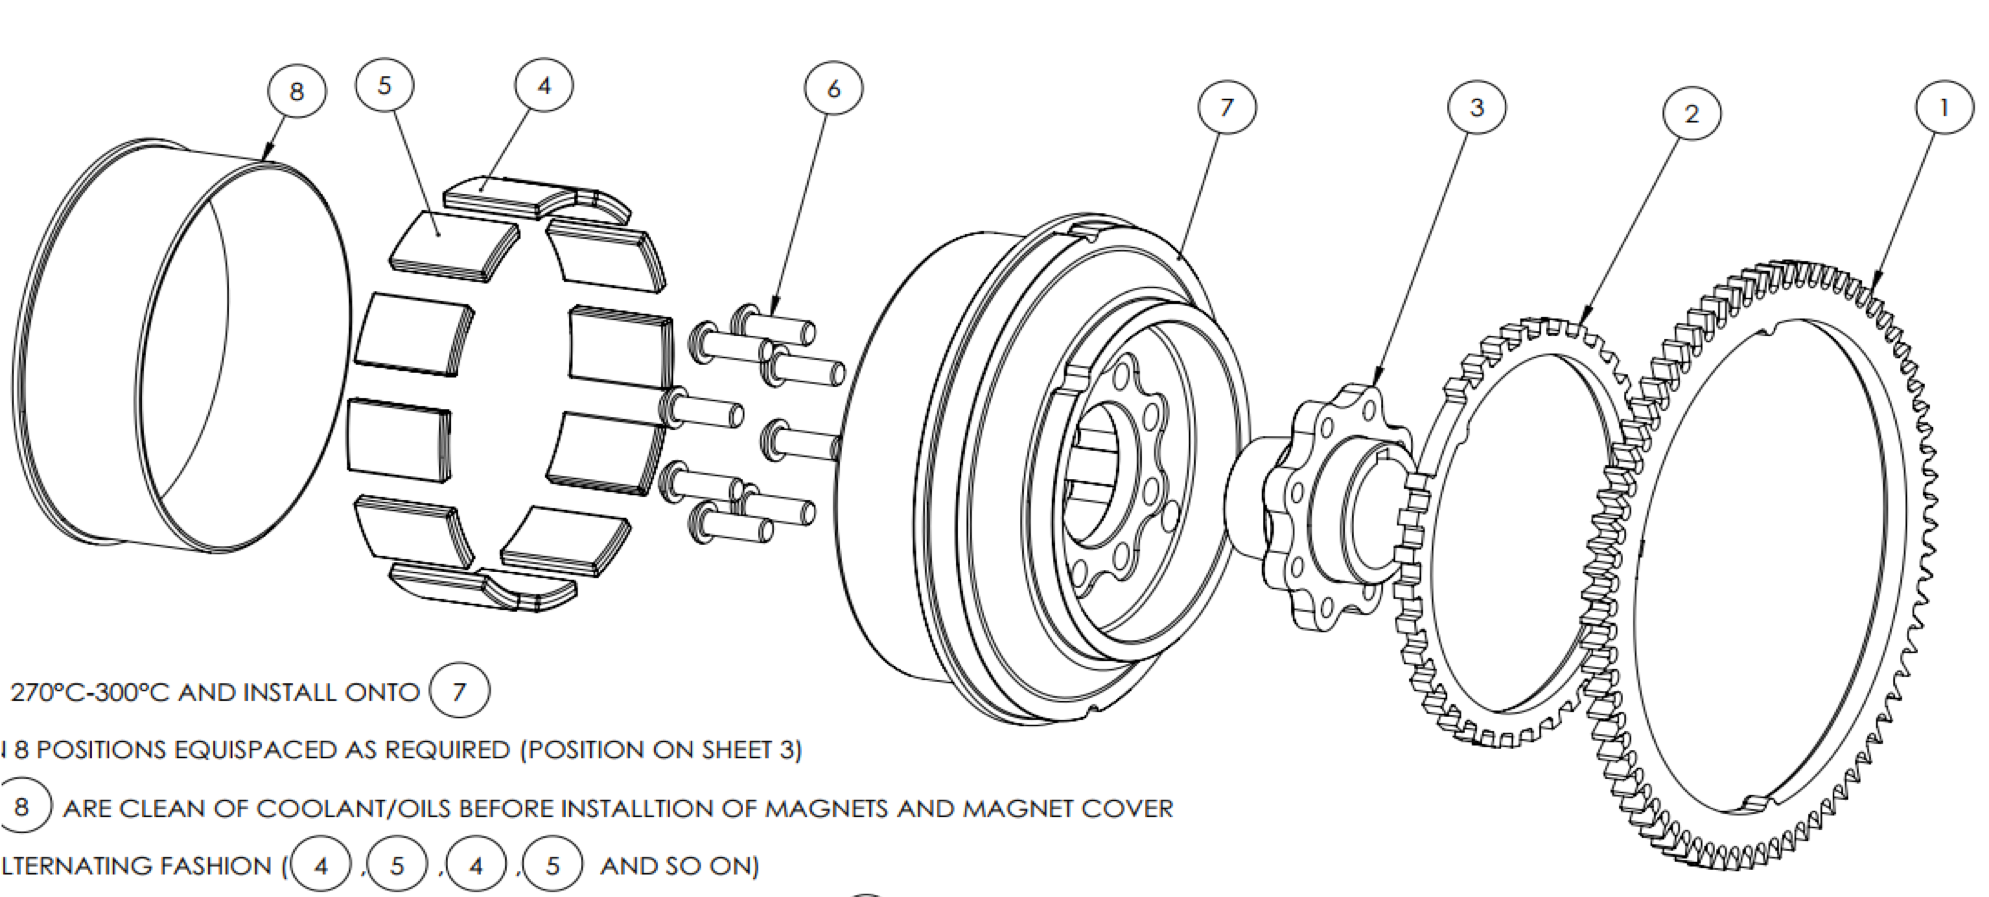 8
5
4
6
7
3
2
1
270°C-300°C AND INSTALL ONTO 7
8 POSITIONS EQUISPACED AS REQUIRED (POSITION ON SHEET 3)
8 ARE CLEAN OF COOLANT/OILS BEFORE INSTALLTION OF MAGNETS AND MAGNET COVER
LTERNATING FASHION ( 4 , 5 , 4 , 5 AND SO ON)